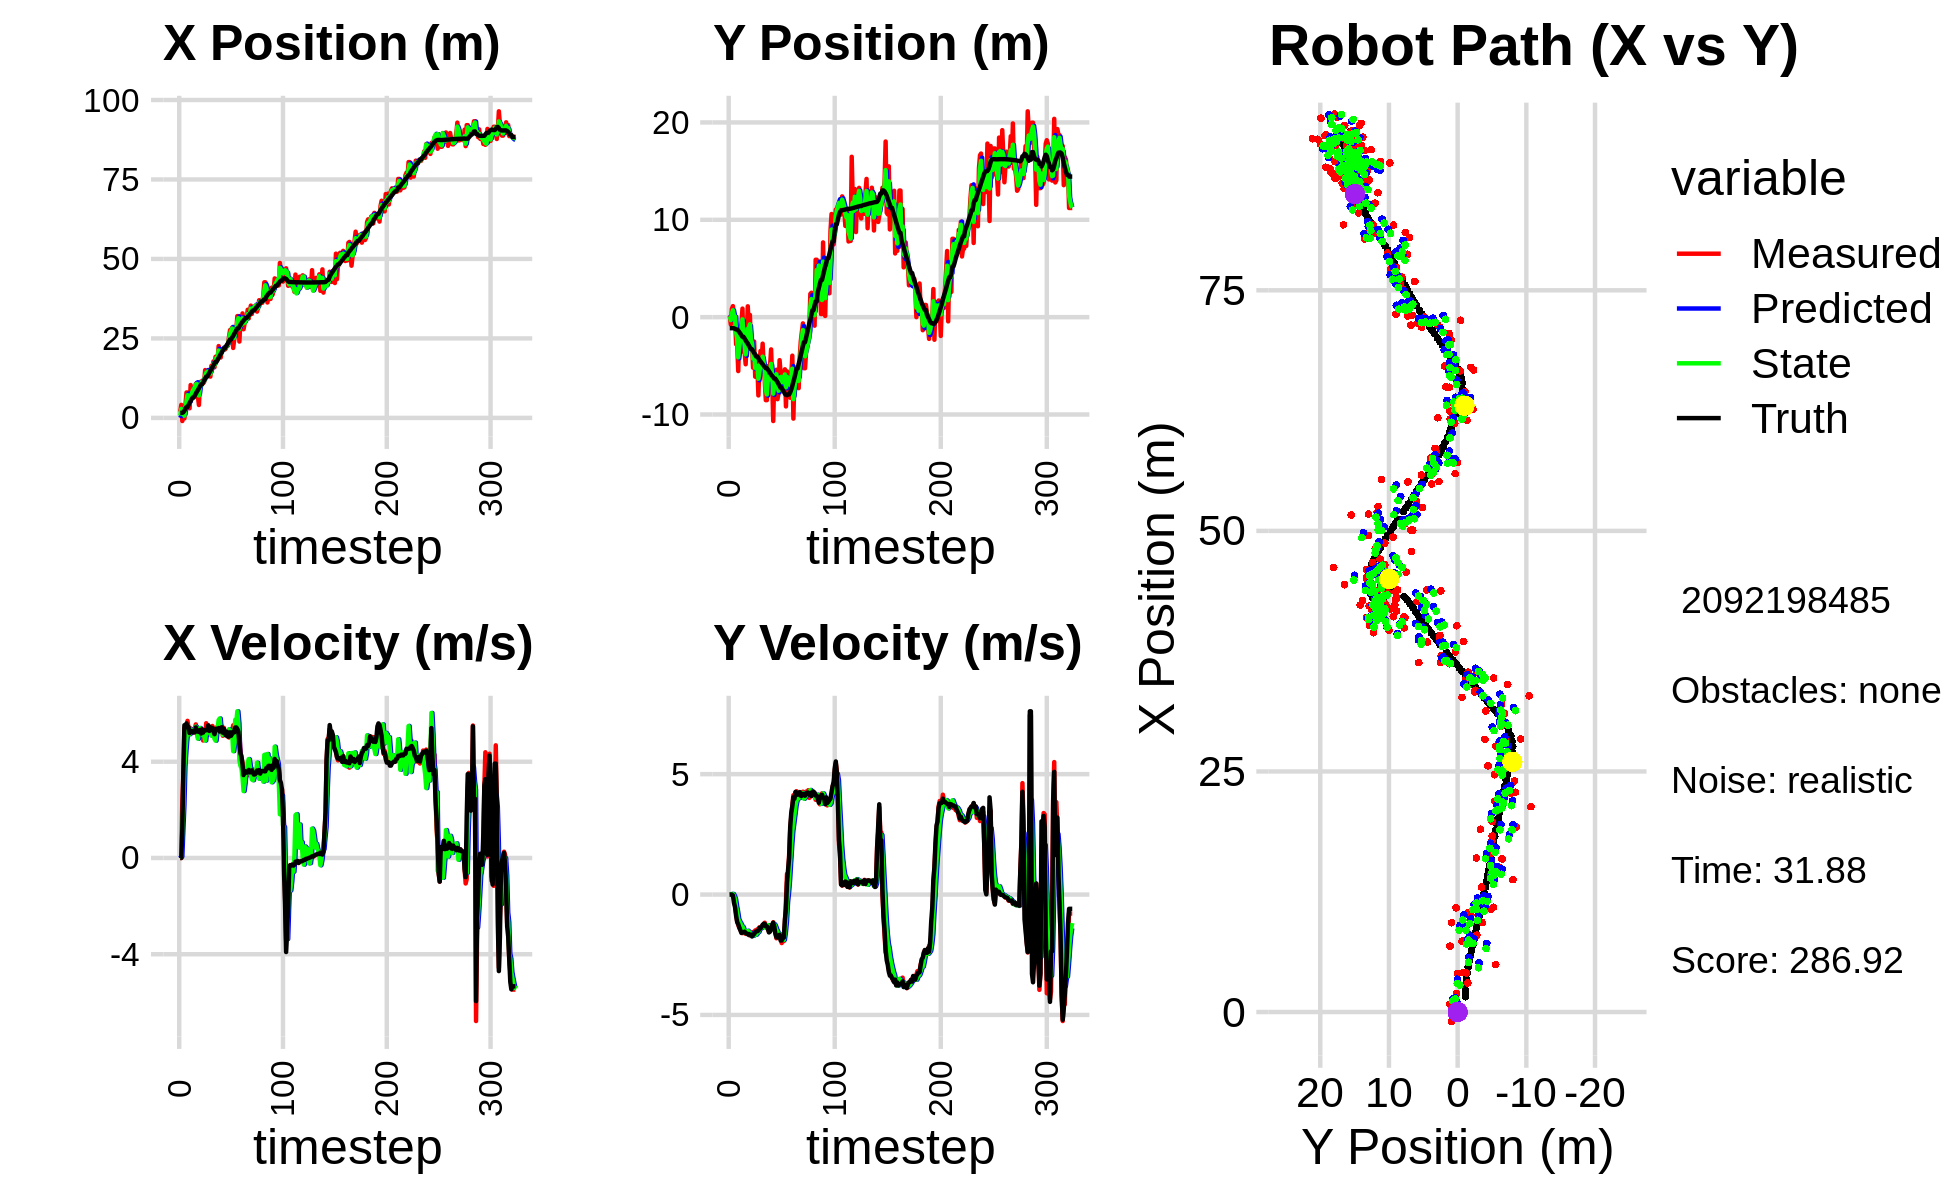 X Position (m)
100
75
50
25
0
0
100
200
300
timestep
Y Position (m)
20
10
0
-10
0
100
200
300
timestep
X Velocity (m/s)
4
0
-4
0
100
200
300
timestep
Y Velocity (m/s)
5
0
-5
0
100
200
300
timestep
Robot Path (X vs Y)
X Position (m)
75
50
25
0
20
10
0
-10
-20
Y Position (m)
variable
Measured
Predicted
State
Truth
2092198485
Obstacles: none
Noise: realistic
Time: 31.88
Score: 286.92